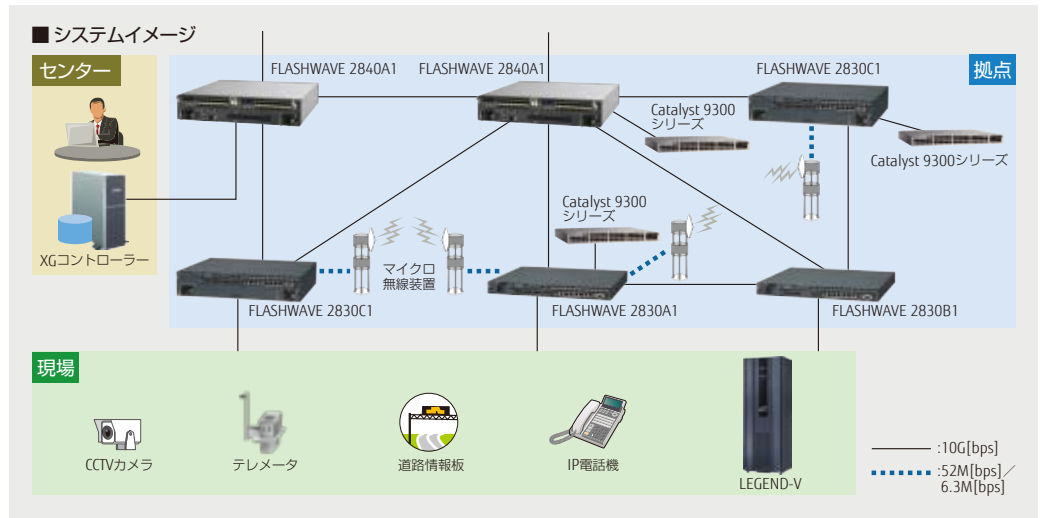 ■ システムイメージ
センター
XGコントローラー
拠点
FLASHWAVE 2840A1
FLASHWAVE 2840A1
FLASHWAVE 2830C1
Catalyst 9300
シリーズ
Catalyst 9300シリーズ
Catalyst 9300
シリーズ
マイクロ
無線装置
FLASHWAVE 2830C1
FLASHWAVE 2830A1
FLASHWAVE 2830B1
現場
CCTVカメラ
テレメータ
道路情報板
IP電話機
LEGEND-V
:10G[bps]
:52M[bps]／
6.3M[bps]